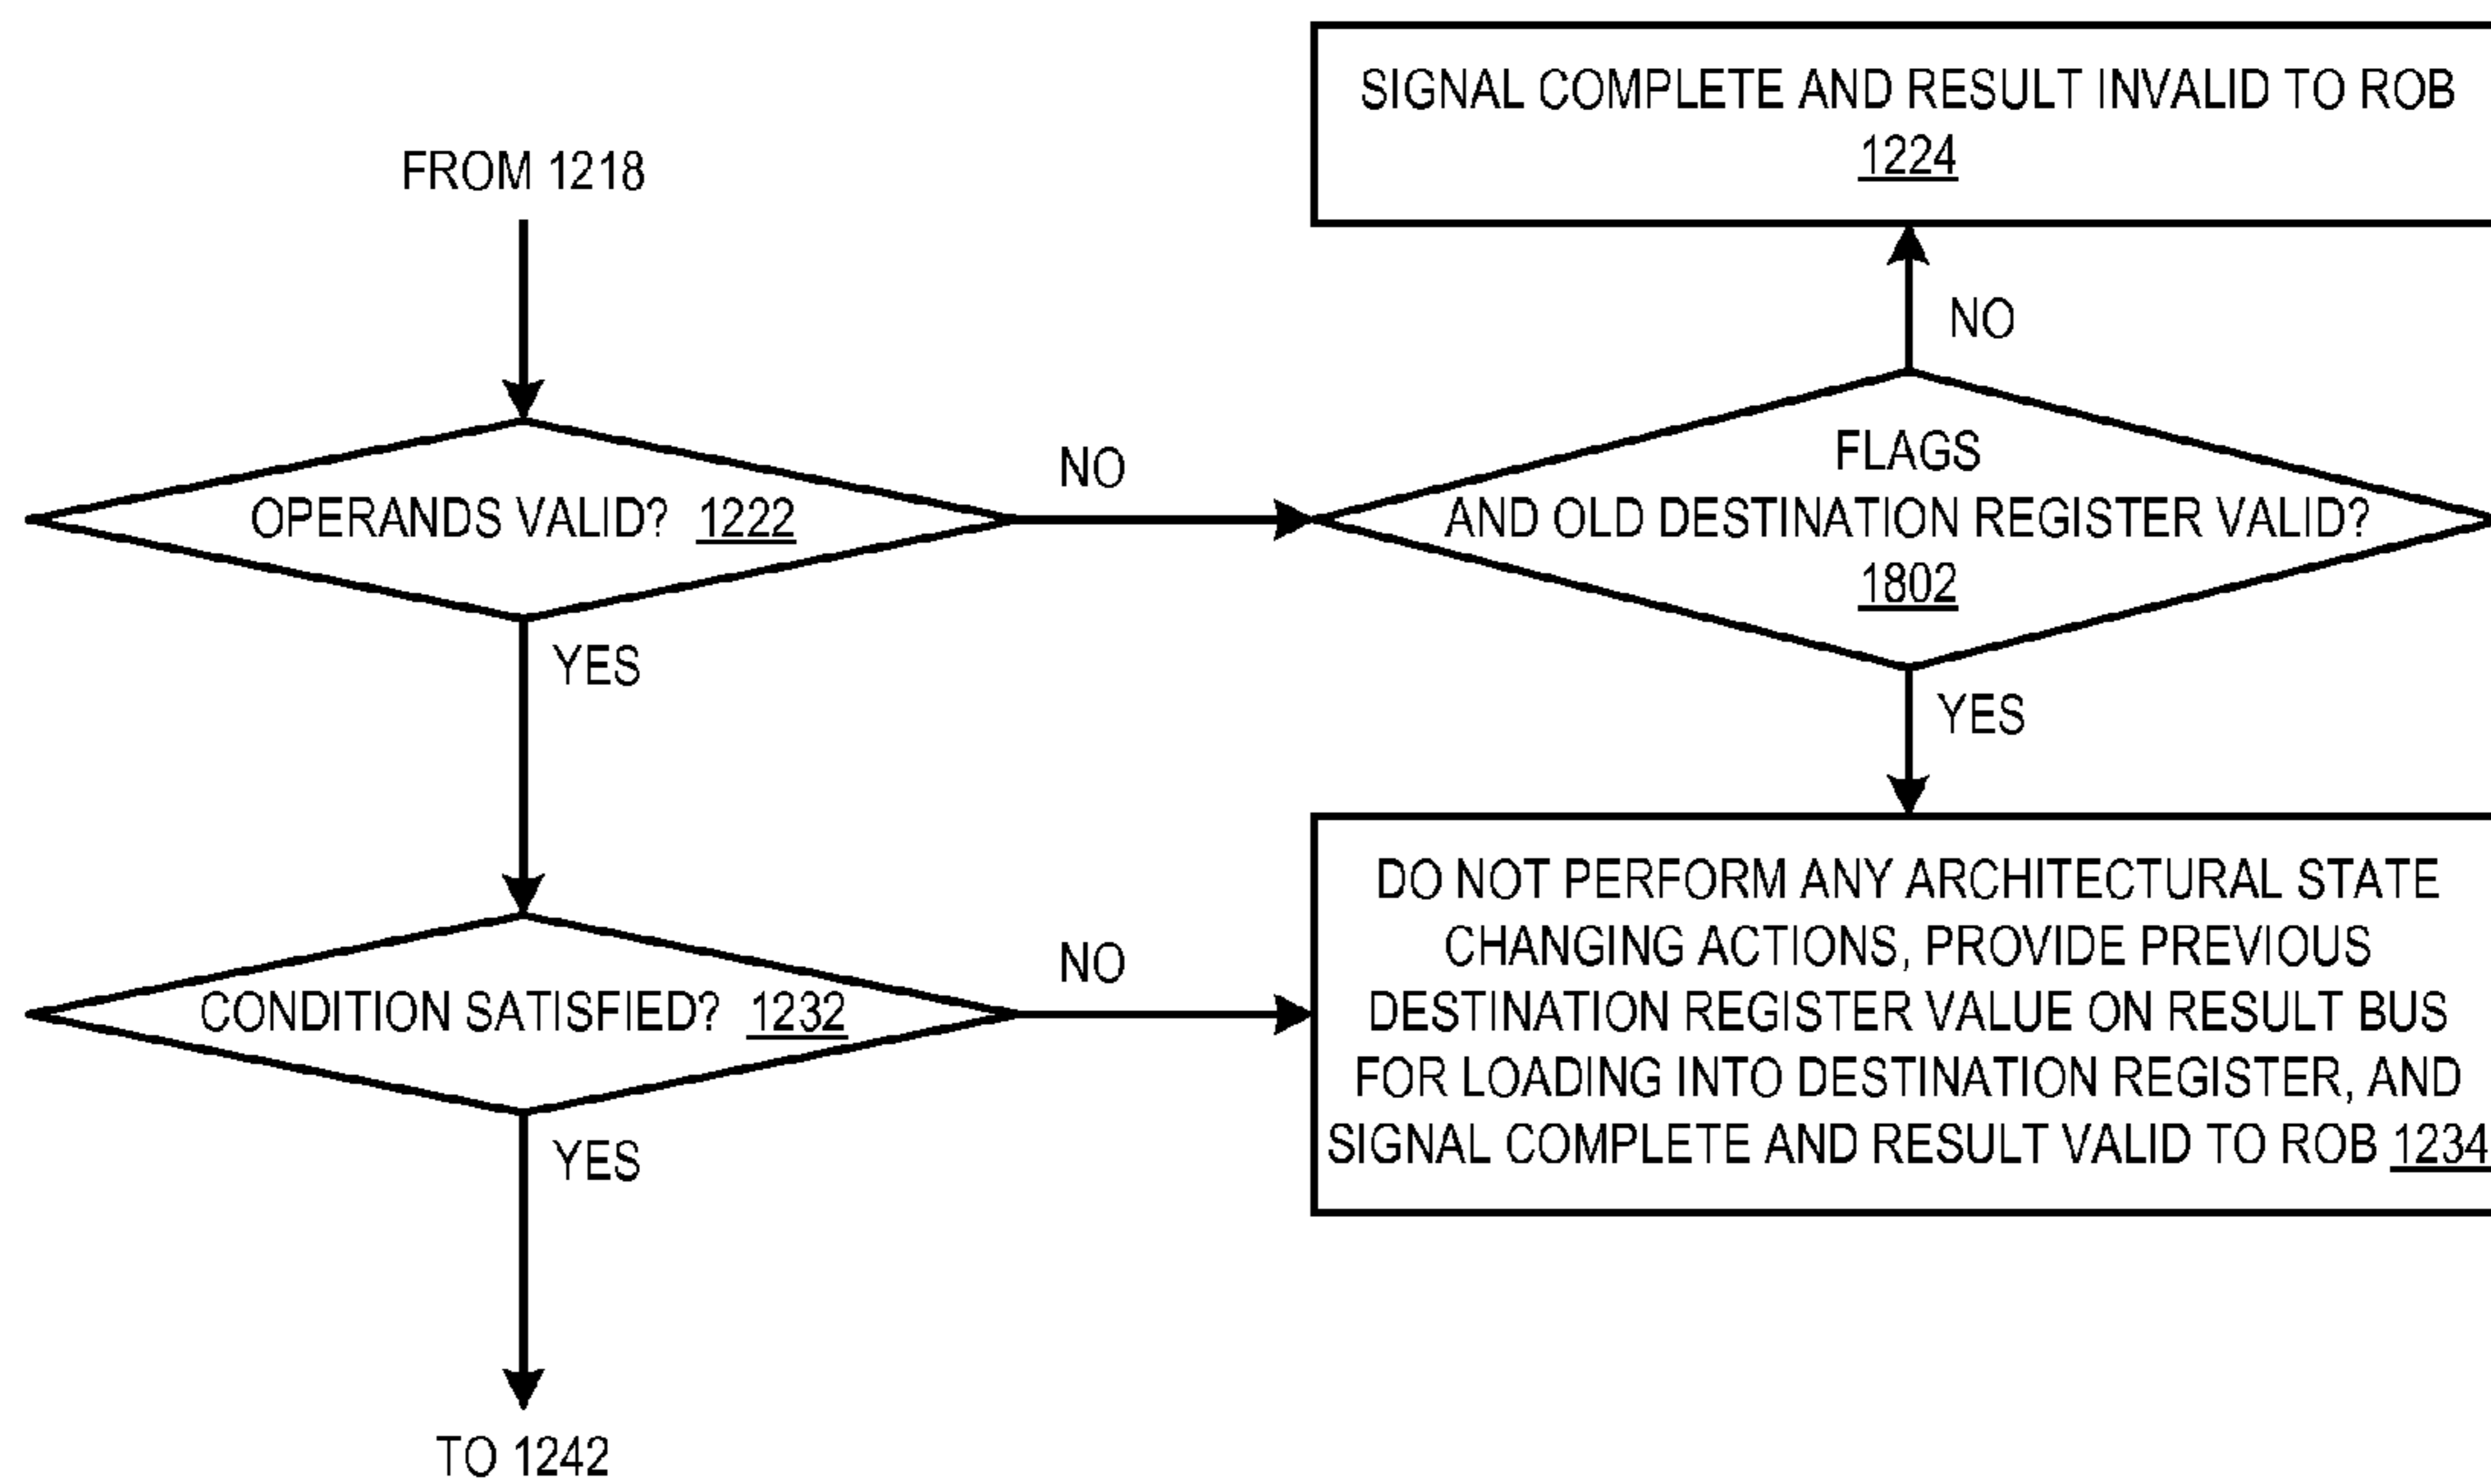 SIGNAL COMPLETE AND RESULT INVALID TO ROB
1224
FROM 1218
NO
FLAGS
AND OLD DESTINATION REGISTER VALID?
1802
NO
OPERANDS VALID? 1222
YES
YES
DO NOT PERFORM ANY ARCHITECTURAL STATE
CHANGING ACTIONS, PROVIDE PREVIOUS
DESTINATION REGISTER VALUE ON RESULT BUS
FOR LOADING INTO DESTINATION REGISTER, AND
SIGNAL COMPLETE AND RESULT VALID TO ROB 1234
NO
CONDITION SATISFIED? 1232
YES
TO 1242